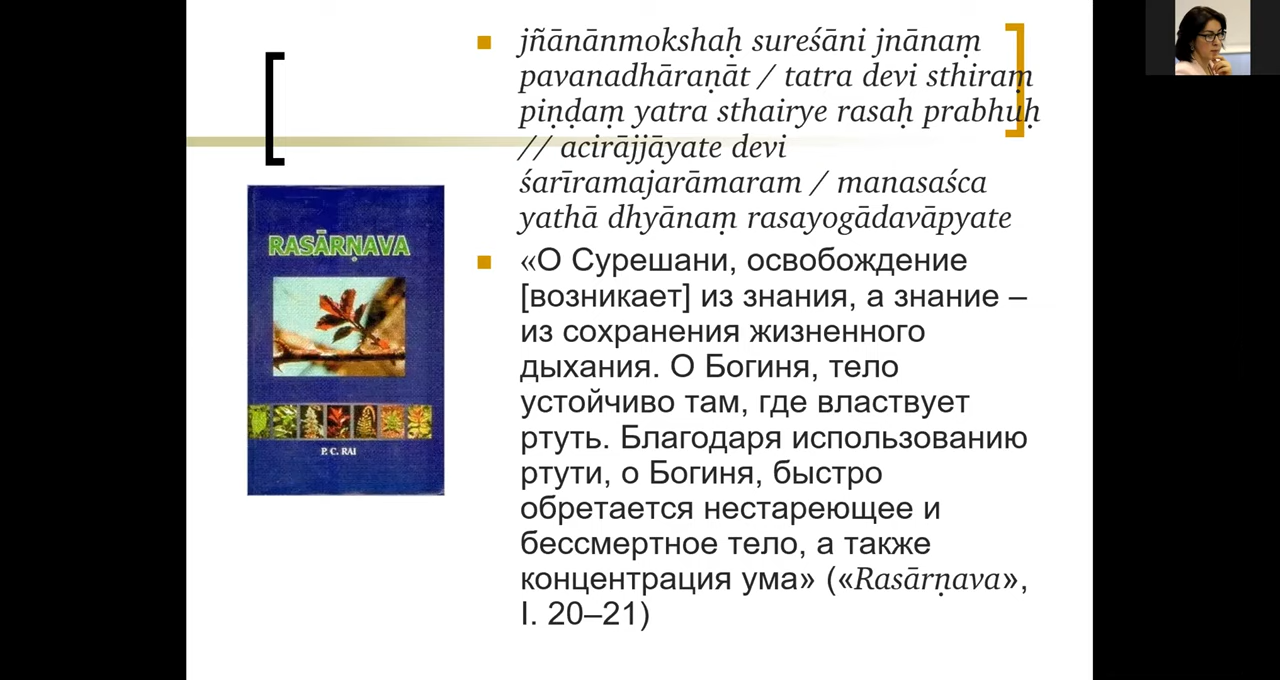 jñānānmokshaḥ sureśāni jnānaṃ
pavanadhāraṇāt / tatra devi sthiraṃ
piṇḍaṃ yatra sthairye rasaḥ prabhuḥ
// acirājjāyate devi
śarīramajarāmaram / manasaśca
yathā dhyānaṃ rasayogādavāpyate
«О Сурешани, освобождение
[возникает] из знания, а знание –
из сохранения жизненного
дыхания. О Богиня, тело
устойчиво там, где властвует
ртуть. Благодаря использованию
ртути, о Богиня, быстро
обретается нестареющее и
бессмертное тело, а также
концентрация ума» («Rasārṇava»,
I. 20–21)
RASĀRṆAVA
P. C. RAI